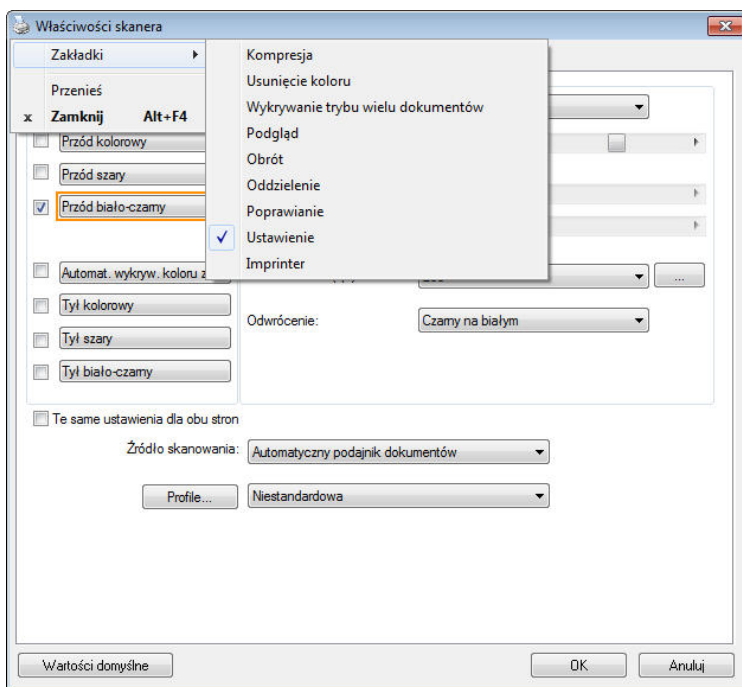 Właściwości skanera
Zakładki
Przenieś
x Zamknij Alt+F4
Kompresja
Usunięcie koloru
Wykrywanie trybu wielu dokumentów
Podgląd
Obrót
Oddzielenie
Poprawianie
Ustawienie
Imprinter
Przód kolorowy
Przód szary
Przód biało-czarny
Automat. wykryw. koloru z
Tył kolorowy
Tył szary
Tył biało-czarny
Odwrócenie: Czarny na białym
...
Te same ustawienia dla obu stron
Źródło skanowania: Automatyczny podajnik dokumentów
Profile... Niestandardowa
Wartości domyślne OK Anuluj